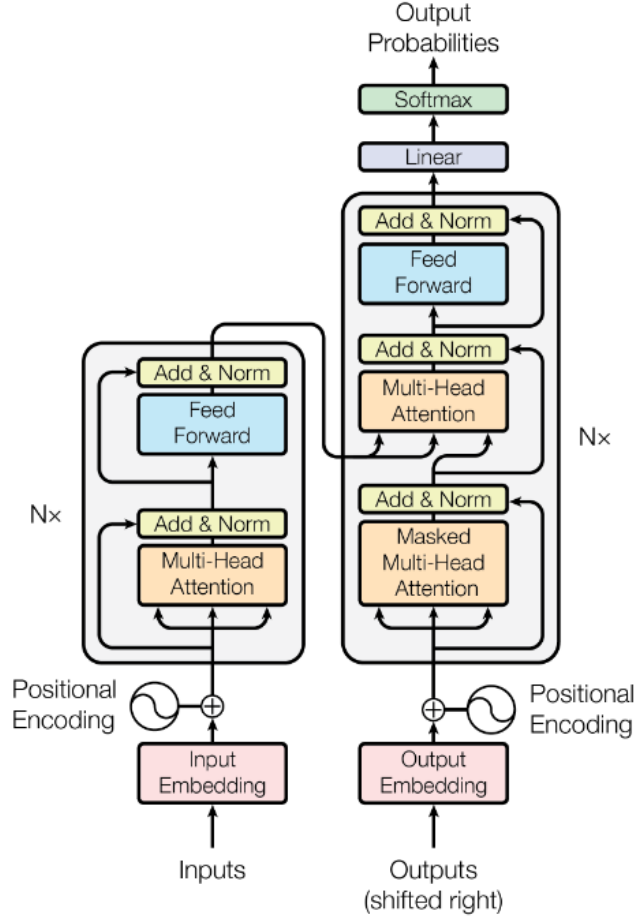 Output
Probabilities
Softmax
Linear
Add & Norm
Feed
Forward
Add & Norm
Multi-Head
Attention
Add & Norm
Masked
Multi-Head
Attention
Nx
Positional
Encoding
Output
Embedding
Outputs
(shifted right)
Add & Norm
Feed
Forward
Add & Norm
Multi-Head
Attention
Nx
Positional
Encoding
Input
Embedding
Inputs